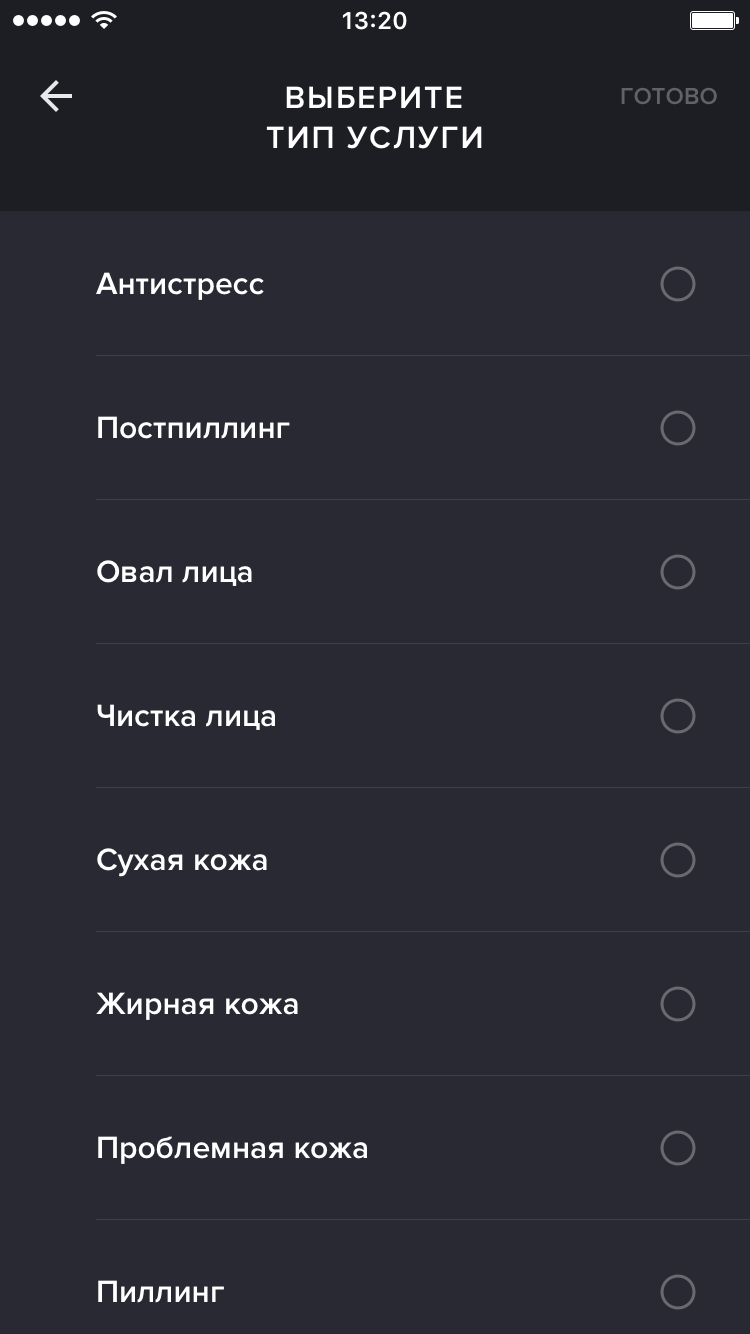 13:20
ВЫБЕРИТЕ
ТИП УСЛУГИ
ГОТОВО
Антистресс
Постпиллинг
Овал лица
Чистка лица
Сухая кожа
Жирная кожа
Проблемная кожа
Пиллинг